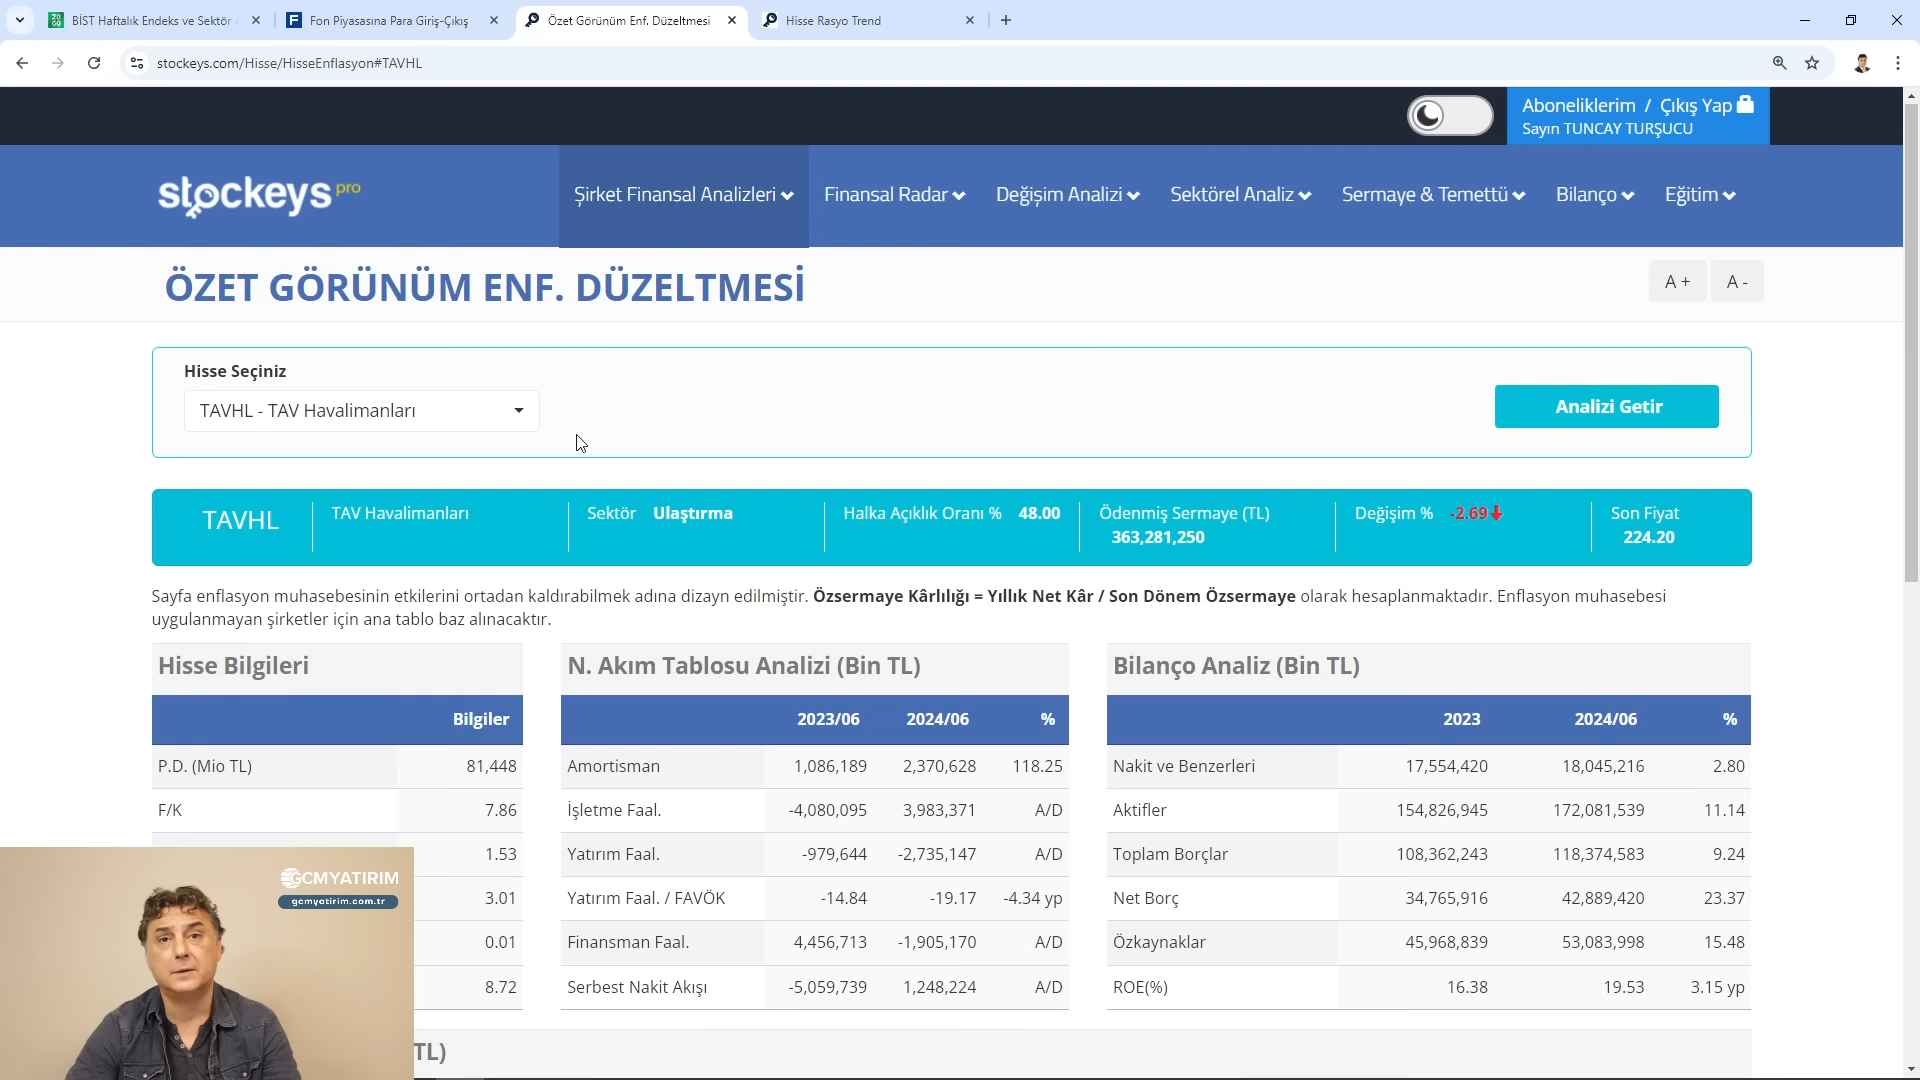 BİST Haftalık Endeks ve Sektör
Fon Piyasasına Para Giriş-Çıkış
Özet Görünüm Enf. Düzeltmesi
Hisse Rasyo Trend
stockeys.com/Hisse/HisseEnflasyon#TAVHL
Aboneliklerim / Çıkış Yap
Sayın TUNCAY TURŞUCU
stockeys pro
Şirket Finansal Analizleri
Finansal Radar
Değişim Analizi
Sektörel Analiz
Sermaye & Temettü
Bilanço
Eğitim
ÖZET GÖRÜNÜM ENF. DÜZELTMESİ
A +
A -
Hisse Seçiniz
TAVHL - TAV Havalimanları
Analizi Getir
TAVHL
TAV Havalimanları
Sektör Ulaştırma
Halka Açıklık Oranı % 48.00
Ödenmiş Sermaye (TL)
363,281,250
Değişim % -2.69
Son Fiyat
224.20
Sayfa enflasyon muhasebesinin etkilerini ortadan kaldırabilmek adına dizayn edilmiştir. Özsermaye Kârlılığı = Yıllık Net Kâr / Son Dönem Özsermaye olarak hesaplanmaktadır. Enflasyon muhasebesi
uygulanmayan şirketler için ana tablo baz alınacaktır.
Hisse Bilgileri
Bilgiler
P.D. (Mio TL) 81,448
F/K 7.86
1.53
3.01
0.01
8.72
N. Akım Tablosu Analizi (Bin TL)
2023/06 2024/06 %
Amortisman 1,086,189 2,370,628 118.25
İşletme Faal. -4,080,095 3,983,371 A/D
Yatırım Faal. -979,644 -2,735,147 A/D
Yatırım Faal. / FAVÖK -14.84 -19.17 -4.34 yp
Finansman Faal. 4,456,713 -1,905,170 A/D
Serbest Nakit Akışı -5,059,739 1,248,224 A/D
Bilanço Analiz (Bin TL)
2023 2024/06 %
Nakit ve Benzerleri 17,554,420 18,045,216 2.80
Aktifler 154,826,945 172,081,539 11.14
Toplam Borçlar 108,362,243 118,374,583 9.24
Net Borç 34,765,916 42,889,420 23.37
Özkaynaklar 45,968,839 53,083,998 15.48
ROE(%) 16.38 19.53 3.15 yp
TL)
GCMYATIRIM
gcmyatirim.com.tr